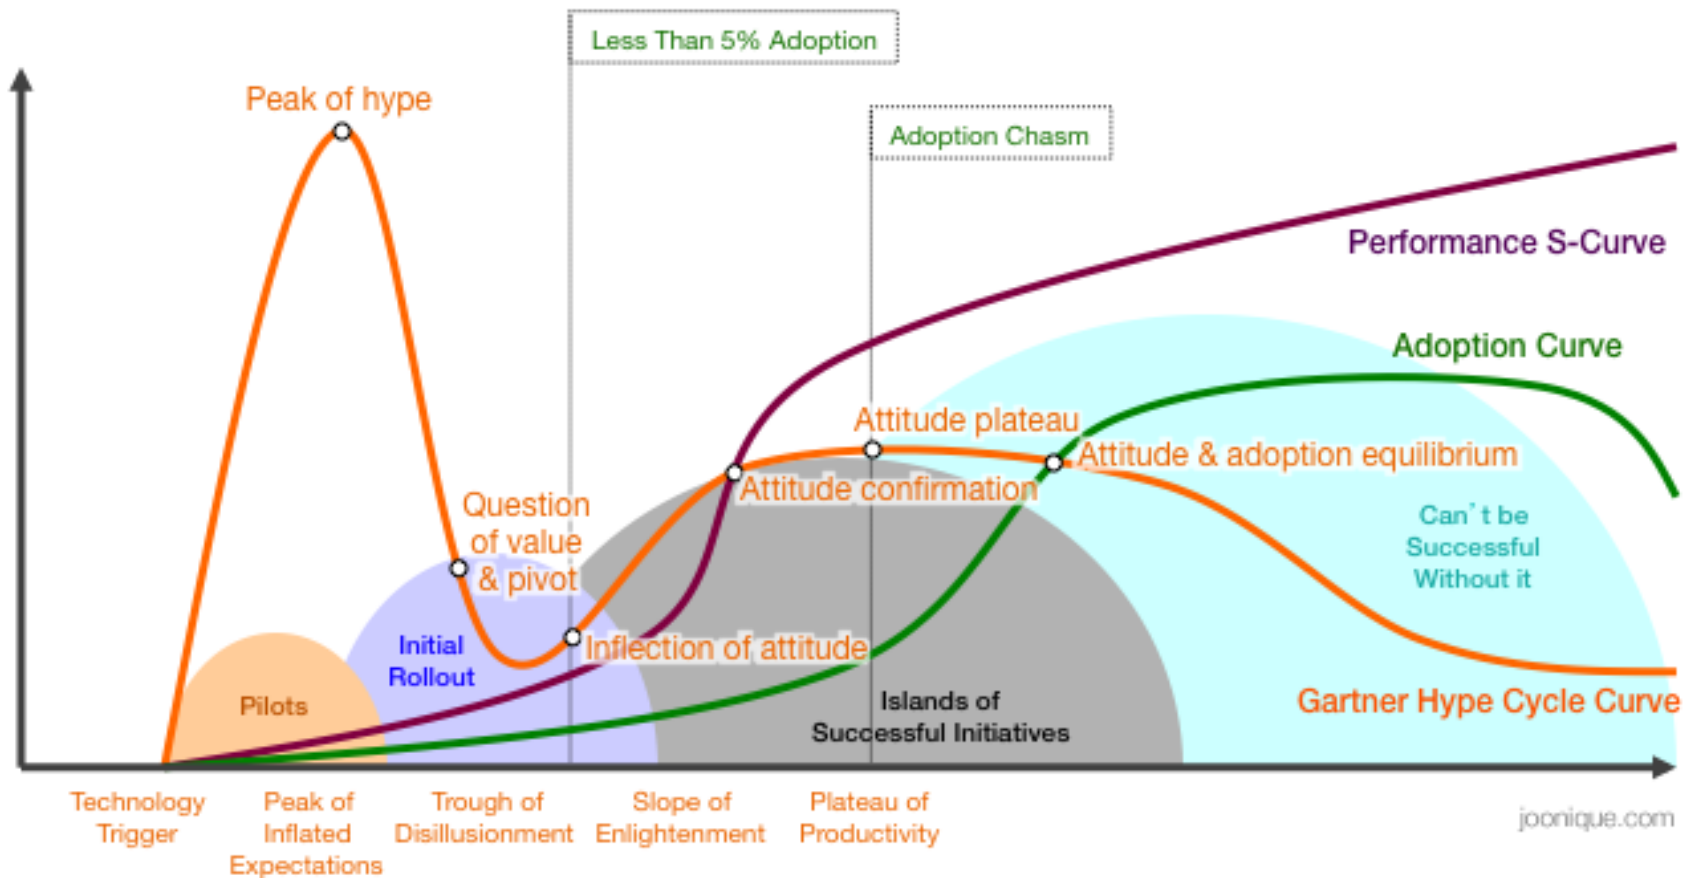 Less Than 5% Adoption
Peak of hype
Adoption Chasm
Performance S-Curve
Adoption Curve
Attitude plateau
Attitude & adoption equilibrium
Attitude confirmation
Question
of value
& pivot
Can't be
Successful
Without it
Inflection of attitude
Initial
Rollout
Pilots
Islands of
Successful Initiatives
Gartner Hype Cycle Curve
Technology
Trigger
Peak of
Inflated
Expectations
Trough of
Disillusionment
Slope of
Enlightenment
Plateau of
Productivity
joonique.com